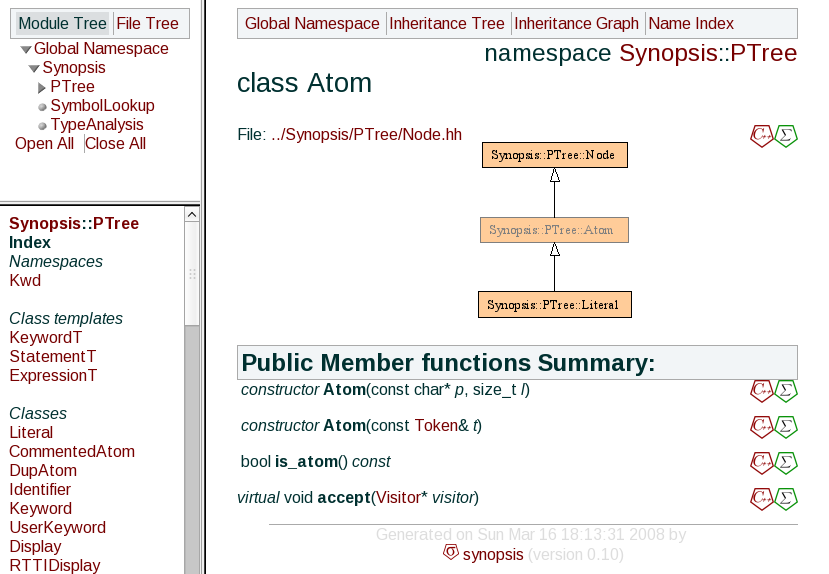 Module Tree File Tree
Global Namespace
Synopsis
PTree
SymbolLookup
TypeAnalysis
Open All Close All
Synopsis::PTree
Index
Namespaces
Kwd
Class templates
KeywordT
StatementT
ExpressionT
Classes
Literal
CommentedAtom
DupAtom
Identifier
Keyword
UserKeyword
Display
RTTIDisplay
Global Namespace Inheritance Tree Inheritance Graph Name Index
namespace Synopsis::PTree
class Atom
File: ../Synopsis/PTree/Node.hh
C++ Σ
Synopsis::PTree::Node
Synopsis::PTree::Atom
Synopsis::PTree::Literal
Public Member functions Summary:
constructor Atom(const char* p, size_t l) C++ Σ
constructor Atom(const Token& t) C++ Σ
bool is_atom() const C++ Σ
virtual void accept(Visitor* visitor) C++ Σ
Generated on Sun Mar 16 18:13:31 2008 by
σ synopsis (version 0.10)